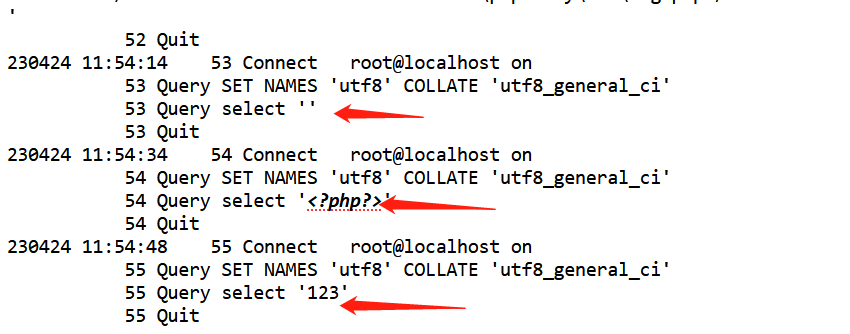 '
52 Quit
230424 11:54:14 53 Connect root@localhost on
53 Query SET NAMES 'utf8' COLLATE 'utf8_general_ci'
53 Query select ''
53 Quit
230424 11:54:34 54 Connect root@localhost on
54 Query SET NAMES 'utf8' COLLATE 'utf8_general_ci'
54 Query select '<?php?>'
54 Quit
230424 11:54:48 55 Connect root@localhost on
55 Query SET NAMES 'utf8' COLLATE 'utf8_general_ci'
55 Query select '123'
55 Quit